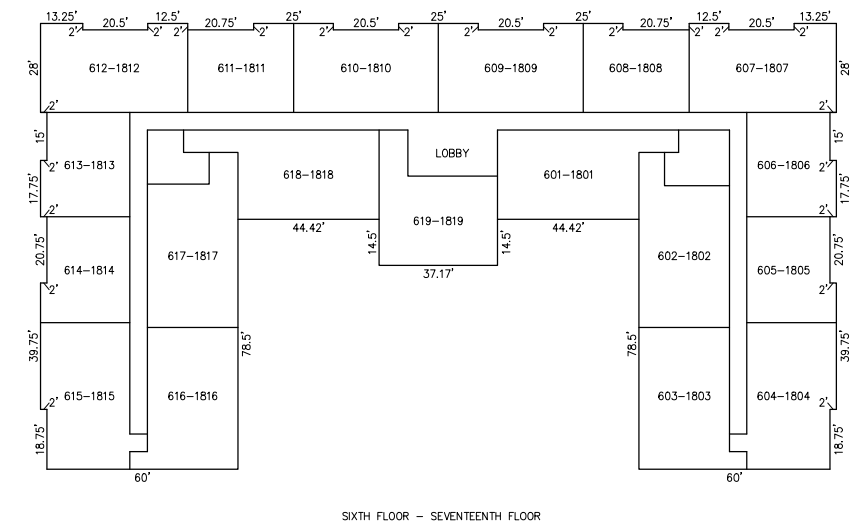 13.25' 12.5' 20.75' 25' 25' 25' 20.75' 12.5' 13.25'
20.5' 20.5' 20.5' 20.5'
2' 2' 2' 2' 2' 2' 2' 2' 2' 2' 2' 2'
28' 612-1812 611-1811 610-1810 609-1809 608-1808 607-1807 28'
2' 2'
15' 15'
LOBBY
2' 613-1813 606-1806 2'
618-1818 601-1801
17.75' 17.75'
2' 2'
619-1819
44.42' 44.42'
20.75' 14.5' 14.5' 20.75'
617-1817 602-1802
614-1814 605-1805
37.17'
2' 2'
39.75' 78.5' 78.5' 39.75'
615-1815 616-1816 603-1803 604-1804
2' 2'
18.75' 18.75'
60' 60'
SIXTH FLOOR - SEVENTEENTH FLOOR